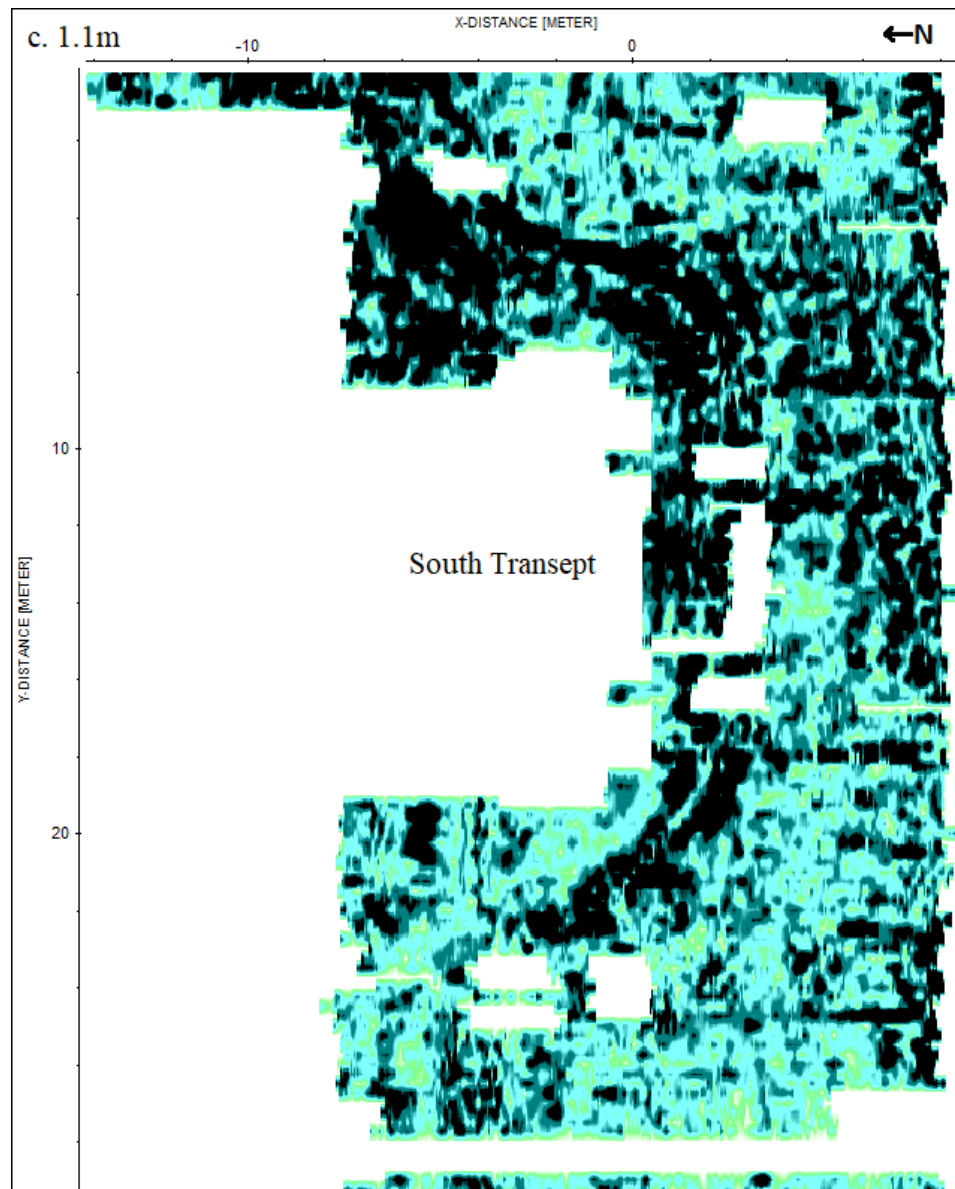 X-DISTANCE [METER]
c. 1.1m
←N
-10
0
10
South Transept
Y-DISTANCE [METER]
20